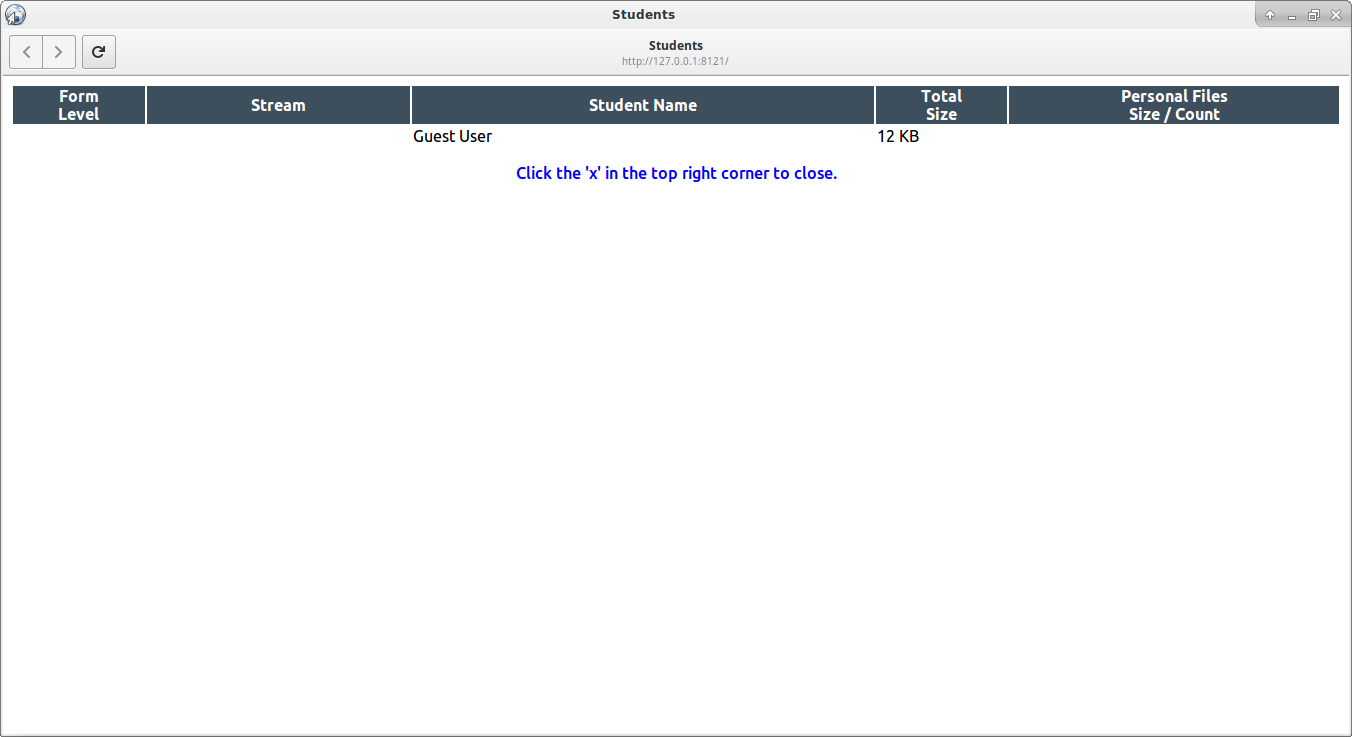 Students
Students
http://127.0.0.1:8121/
Form Level
Stream
Student Name
Total Size
Personal Files Size / Count
Guest User
12 KB
Click the 'x' in the top right corner to close.